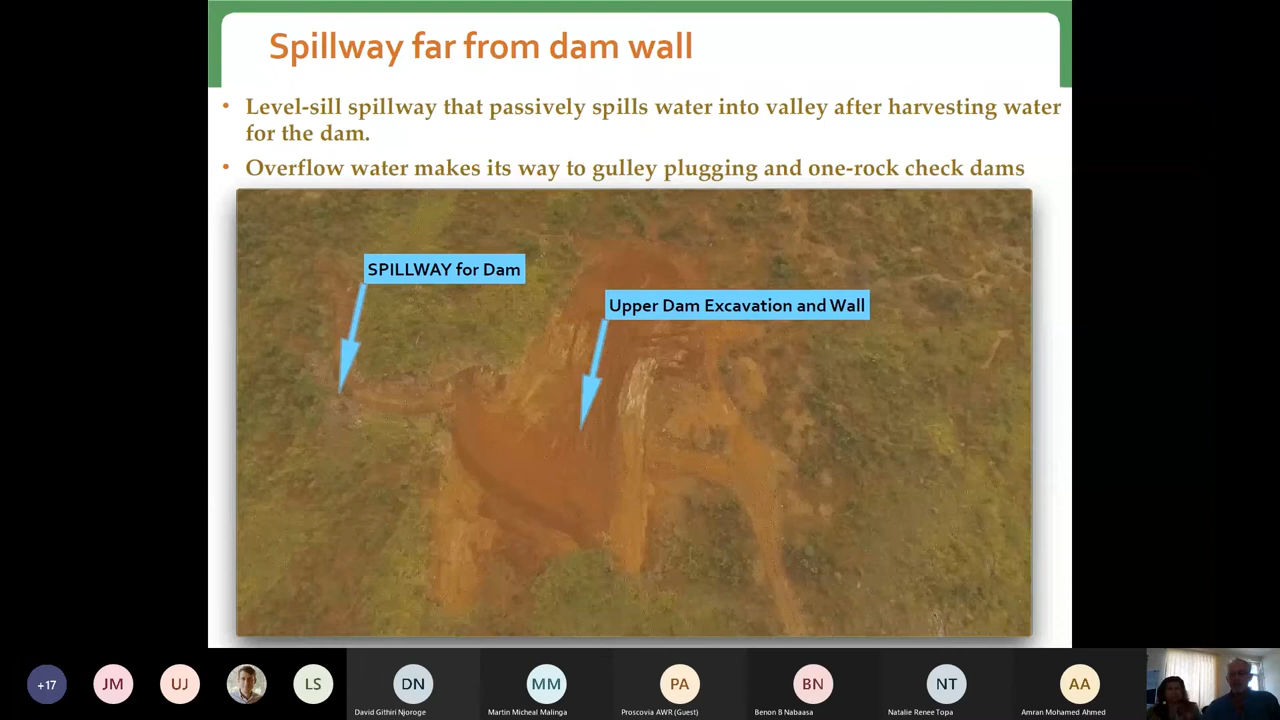 Spillway far from dam wall
• Level-sill spillway that passively spills water into valley after harvesting water
for the dam.
• Overflow water makes its way to gulley plugging and one-rock check dams
SPILLWAY for Dam
Upper Dam Excavation and Wall
+17
JM
UJ
LS
DN
MM
PA
BN
NT
AA
David Githiri Njoroge
Martin Micheal Malinga
Proscovia AWR (Guest)
Benon B Nabaasa
Natalie Renee Topa
Amran Mohamed Ahmed